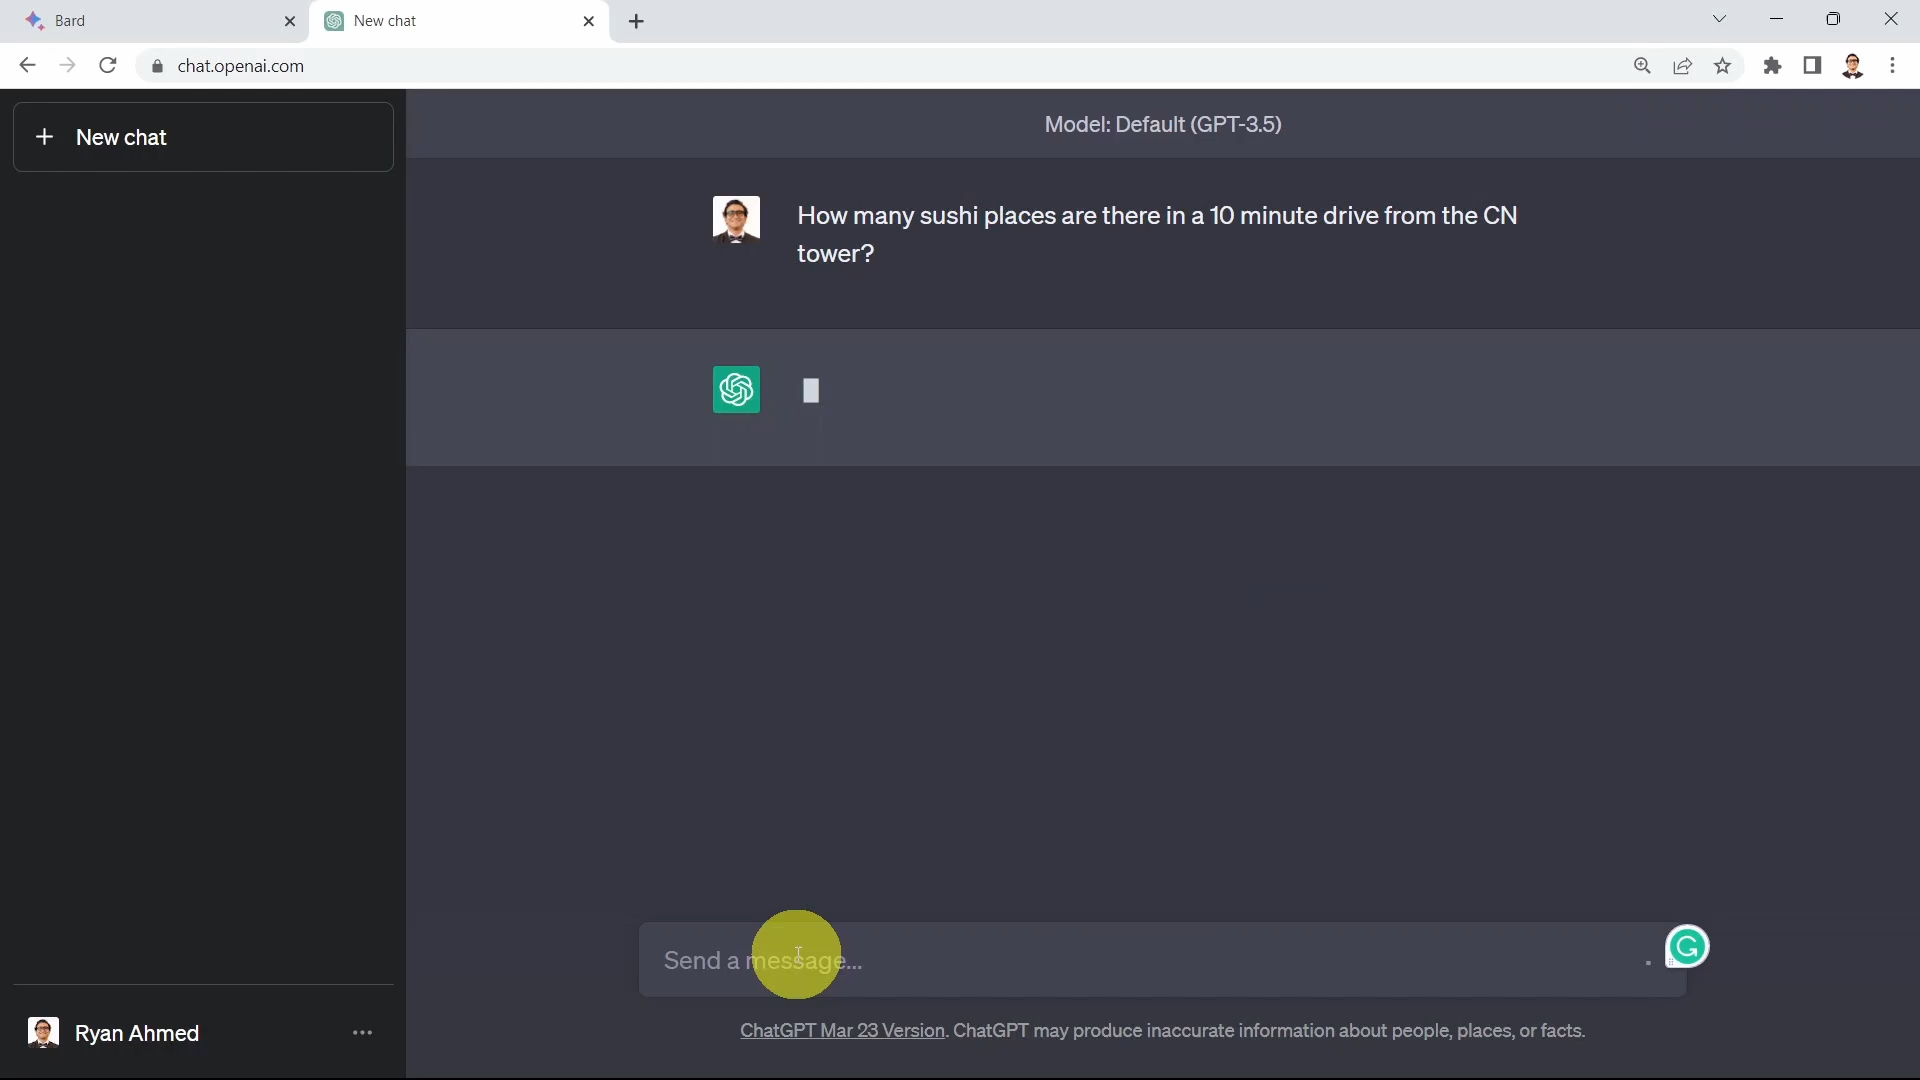 Bard
New chat
chat.openai.com
New chat
Model: Default (GPT-3.5)
How many sushi places are there in a 10 minute drive from the CN
tower?
Send a message...
ChatGPT Mar 23 Version. ChatGPT may produce inaccurate information about people, places, or facts.
Ryan Ahmed